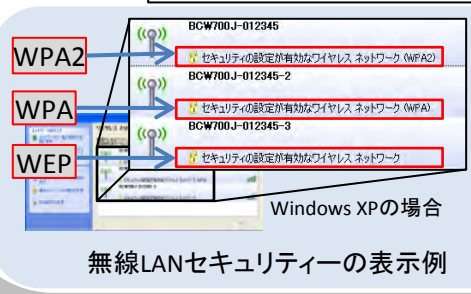 BCW700J-012345
WPA2
セキュリティの設定が有効なワイヤレス ネットワーク (WPA2)
BCW700J-012345-2
WPA
セキュリティの設定が有効なワイヤレス ネットワーク (WPA)
BCW700J-012345-3
WEP
セキュリティの設定が有効なワイヤレス ネットワーク
Windows XPの場合
無線LANセキュリティーの表示例